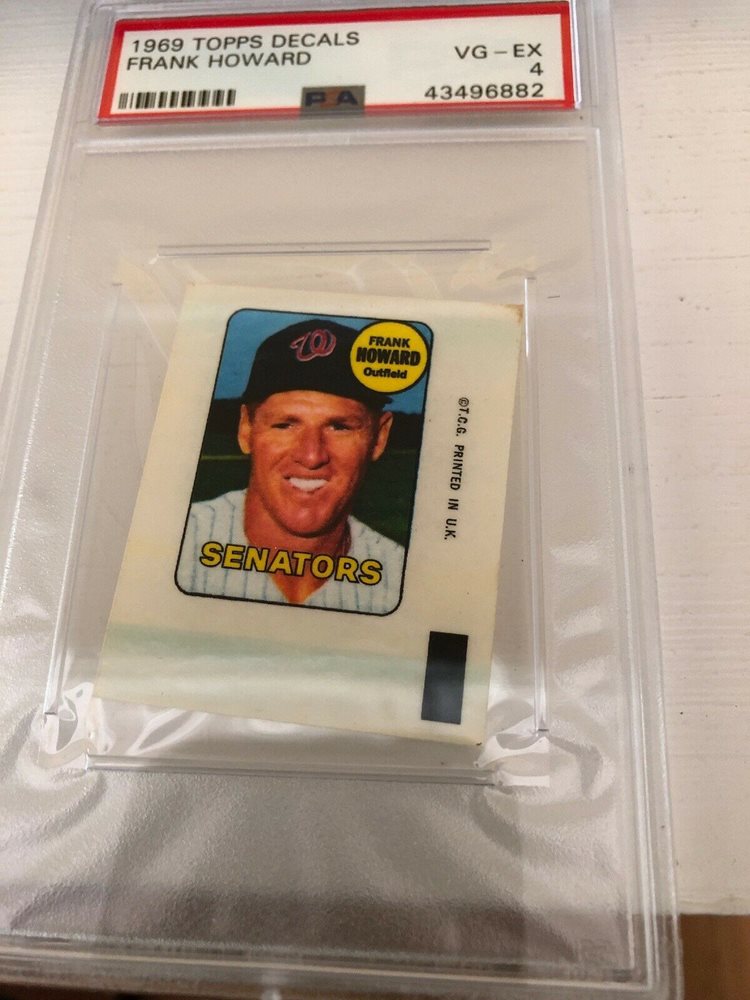 1969 TOPPS DECALS
FRANK HOWARD
VG - EX
4
43496882
PSA
W
FRANK
HOWARD
Outfield
SENATORS
©T.C.G. PRINTED IN U.K.